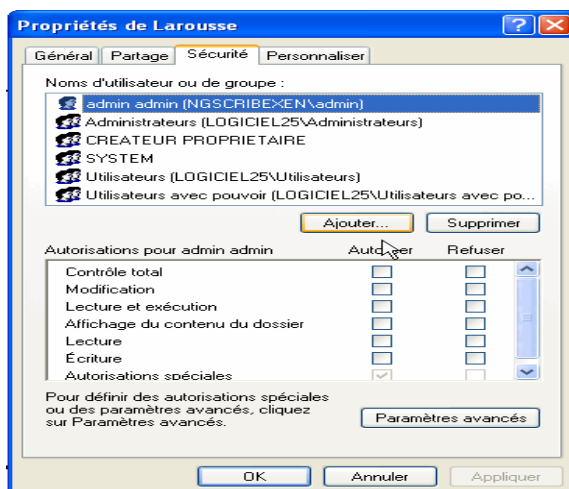 Propriétés de Larousse
Général Partage Sécurité Personnaliser
Noms d'utilisateur ou de groupe :
admin admin (NGSCRIBEXEN\admin)
Administrateurs (LOGICIEL25\Administrateurs)
CREATEUR PROPRIETAIRE
SYSTEM
Utilisateurs (LOGICIEL25\Utilisateurs)
Utilisateurs avec pouvoir (LOGICIEL25\Utilisateurs avec po...
Ajouter... Supprimer
Autorisations pour admin admin Autoriser Refuser
Contrôle total
Modification
Lecture et exécution
Affichage du contenu du dossier
Lecture
Écriture
Autorisations spéciales
Pour définir des autorisations spéciales
ou des paramètres avancés, cliquez
sur Paramètres avancés.
Paramètres avancés
OK Annuler Appliquer